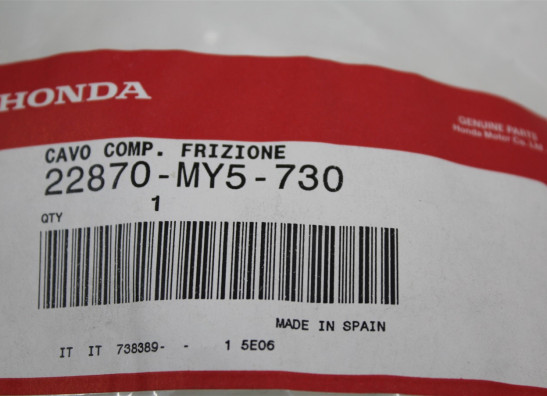 HONDA
GENUINE PARTS
Honda Motor Co. Ltd
CAVO COMP. FRIZIONE
22870-MY5-730
1
QTY
MADE IN SPAIN
IT IT 738389- - 1 5E06